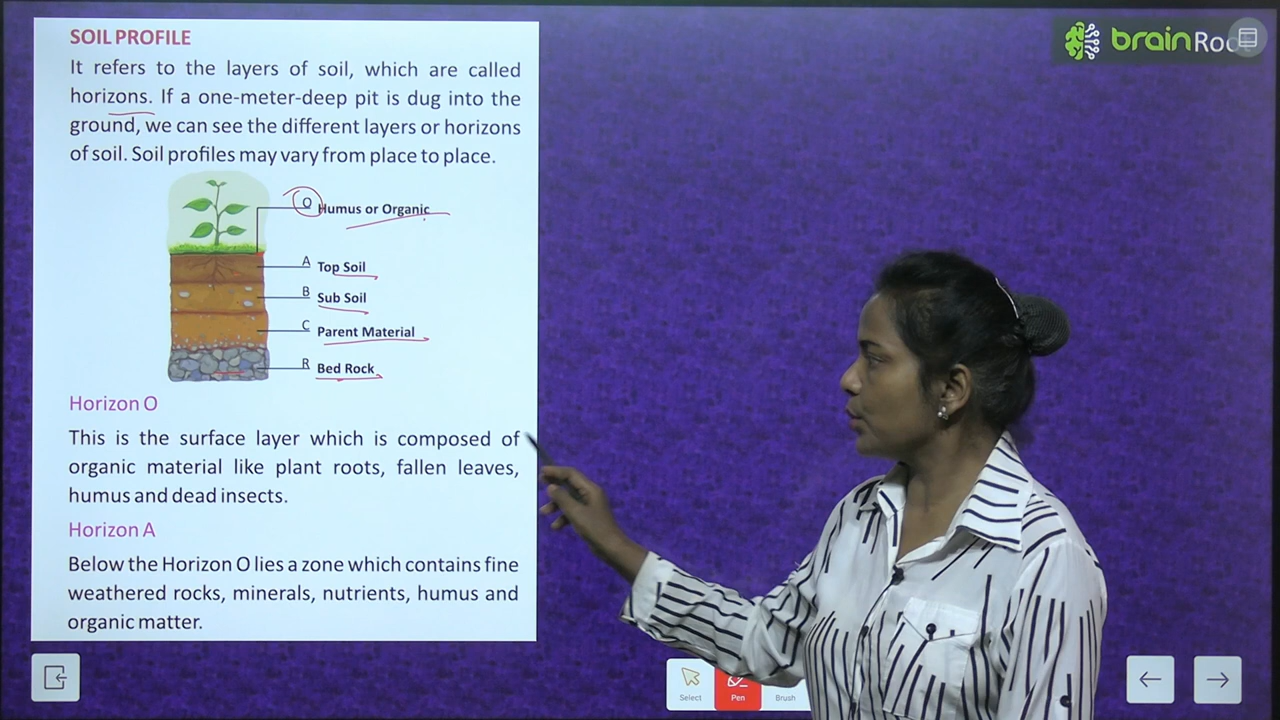 SOIL PROFILE
It refers to the layers of soil, which are called
horizons. If a one-meter-deep pit is dug into the
ground, we can see the different layers or horizons
of soil. Soil profiles may vary from place to place.
O Humus or Organic
A Top Soil
B Sub Soil
C Parent Material
R Bed Rock
Horizon O
This is the surface layer which is composed of
organic material like plant roots, fallen leaves,
humus and dead insects.
Horizon A
Below the Horizon O lies a zone which contains fine
weathered rocks, minerals, nutrients, humus and
organic matter.
brainRoot
Select
Pen
Brush